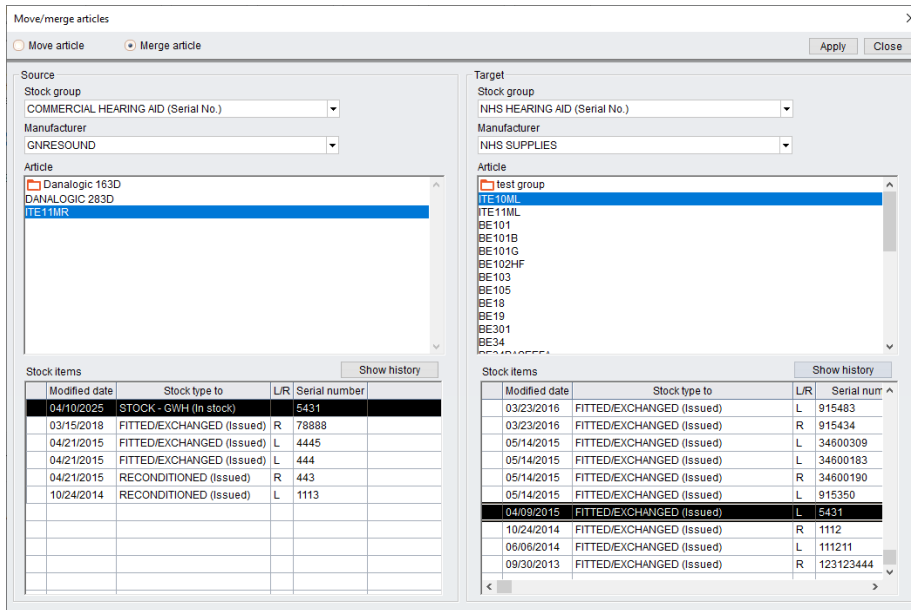 Move/merge articles
Move article Merge article Apply Close
Source
Stock group
COMMERCIAL HEARING AID (Serial No.)
Manufacturer
GNRESOUND
Article
Danalogic 163D
DANALOGIC 283D
ITE11MR
Stock items Show history
Modified date Stock type to L/R Serial number
04/10/2025 STOCK - GWH (In stock) 5431
03/15/2018 FITTED/EXCHANGED (Issued) R 78888
04/21/2015 FITTED/EXCHANGED (Issued) L 4445
04/21/2015 FITTED/EXCHANGED (Issued) L 444
04/21/2015 RECONDITIONED (Issued) R 443
10/24/2014 RECONDITIONED (Issued) L 1113
Target
Stock group
NHS HEARING AID (Serial No.)
Manufacturer
NHS SUPPLIES
Article
test group
ITE10ML
ITE11ML
BE101
BE101B
BE101G
BE102HF
BE103
BE105
BE18
BE19
BE301
BE34
Stock items Show history
Modified date Stock type to L/R Serial num
03/23/2016 FITTED/EXCHANGED (Issued) L 915483
03/23/2016 FITTED/EXCHANGED (Issued) R 915434
05/14/2015 FITTED/EXCHANGED (Issued) L 34600309
05/14/2015 FITTED/EXCHANGED (Issued) L 34600183
05/14/2015 FITTED/EXCHANGED (Issued) R 34600190
05/14/2015 FITTED/EXCHANGED (Issued) L 915350
04/09/2015 FITTED/EXCHANGED (Issued) L 5431
10/24/2014 FITTED/EXCHANGED (Issued) R 1112
06/06/2014 FITTED/EXCHANGED (Issued) L 111211
09/30/2013 FITTED/EXCHANGED (Issued) R 123123444